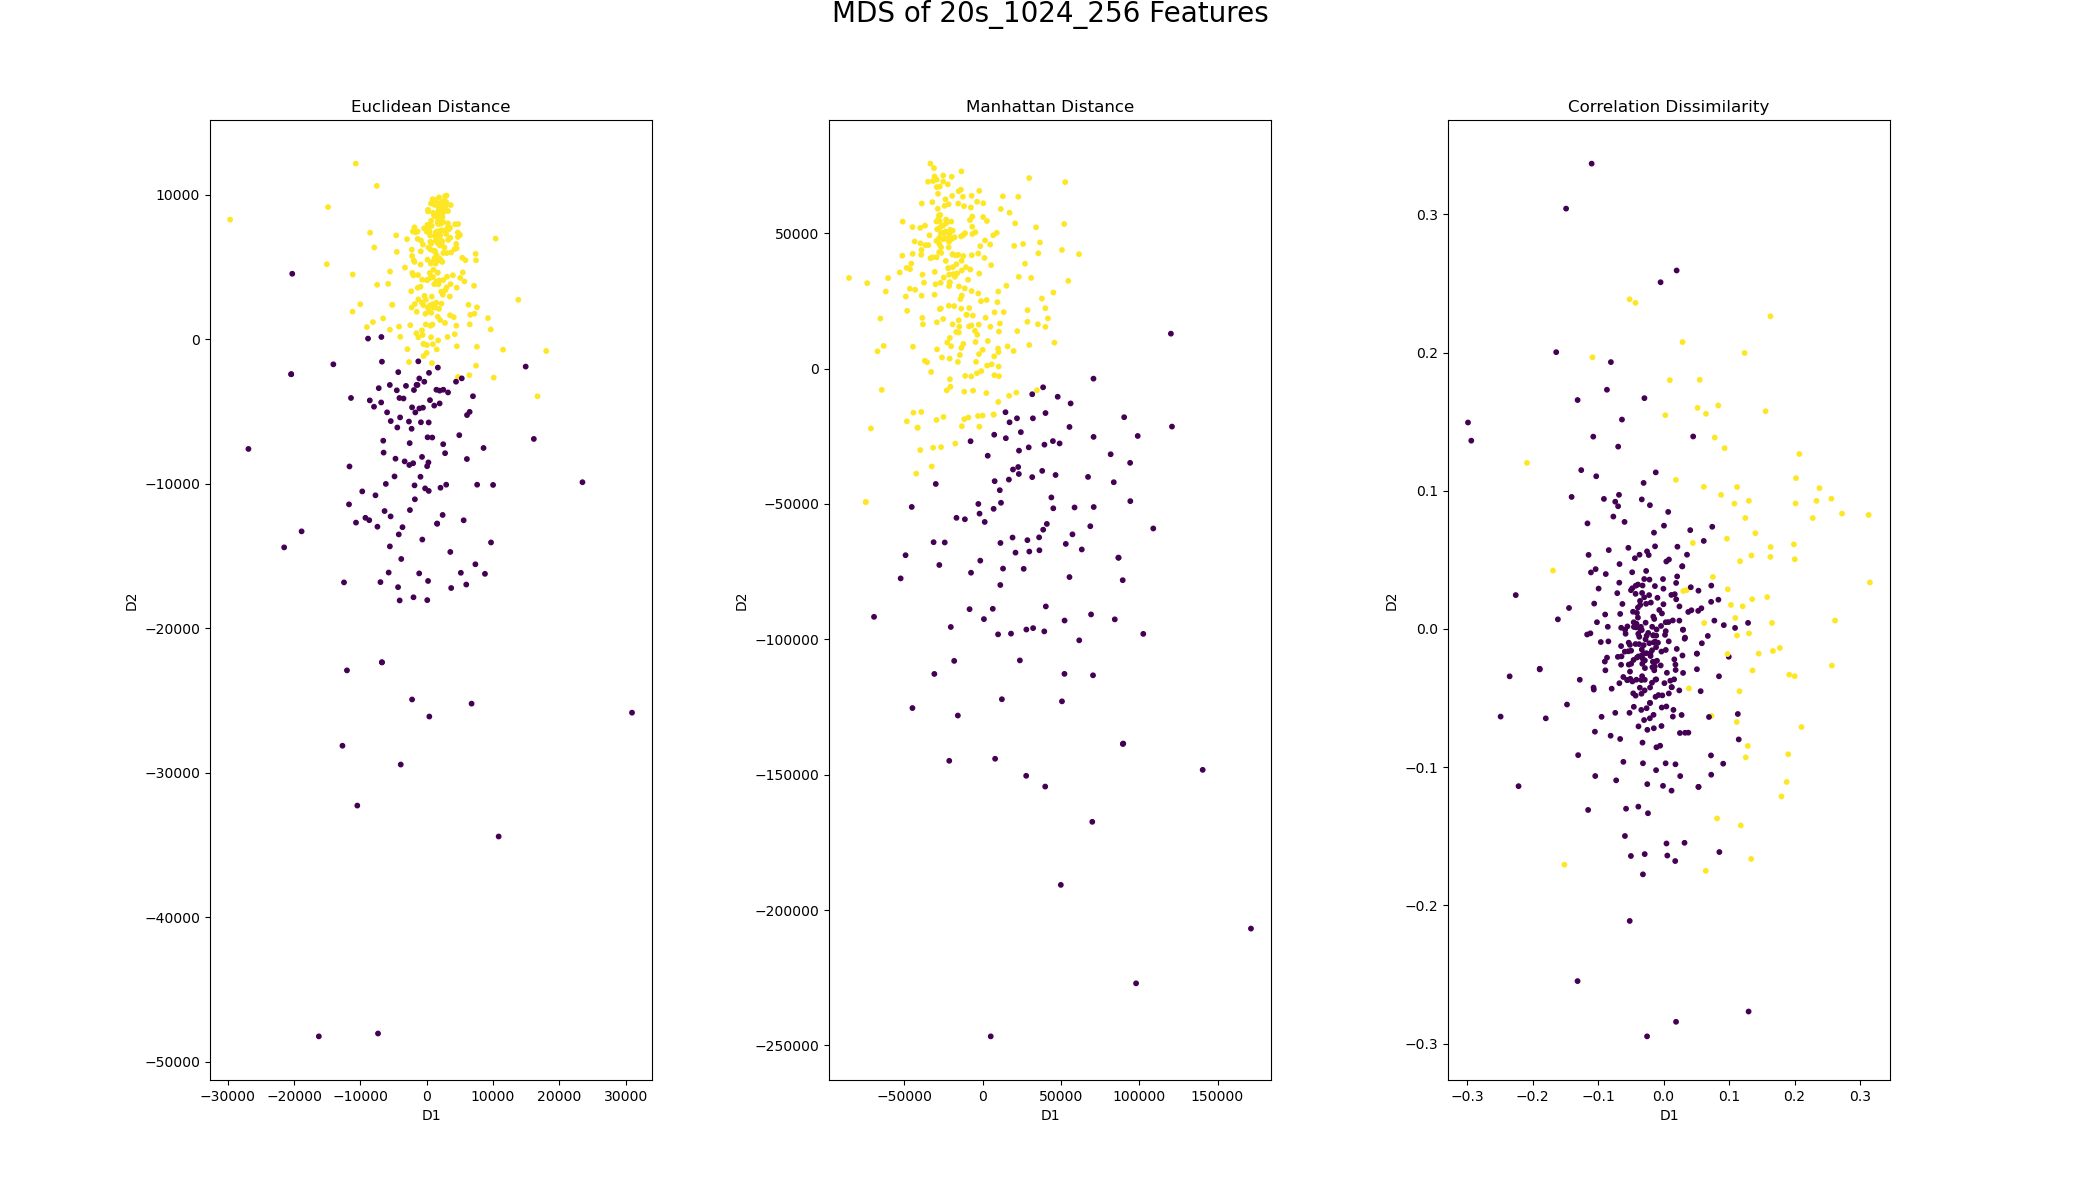 MDS of 20s_1024_256 Features
Euclidean Distance
10000
0
−10000
−20000
−30000
−40000
−50000
D2
−30000 −20000 −10000 0 10000 20000 30000
D1
Manhattan Distance
50000
0
−50000
−100000
−150000
−200000
−250000
D2
−50000 0 50000 100000 150000
D1
Correlation Dissimilarity
0.3
0.2
0.1
0.0
−0.1
−0.2
−0.3
D2
−0.3 −0.2 −0.1 0.0 0.1 0.2 0.3
D1